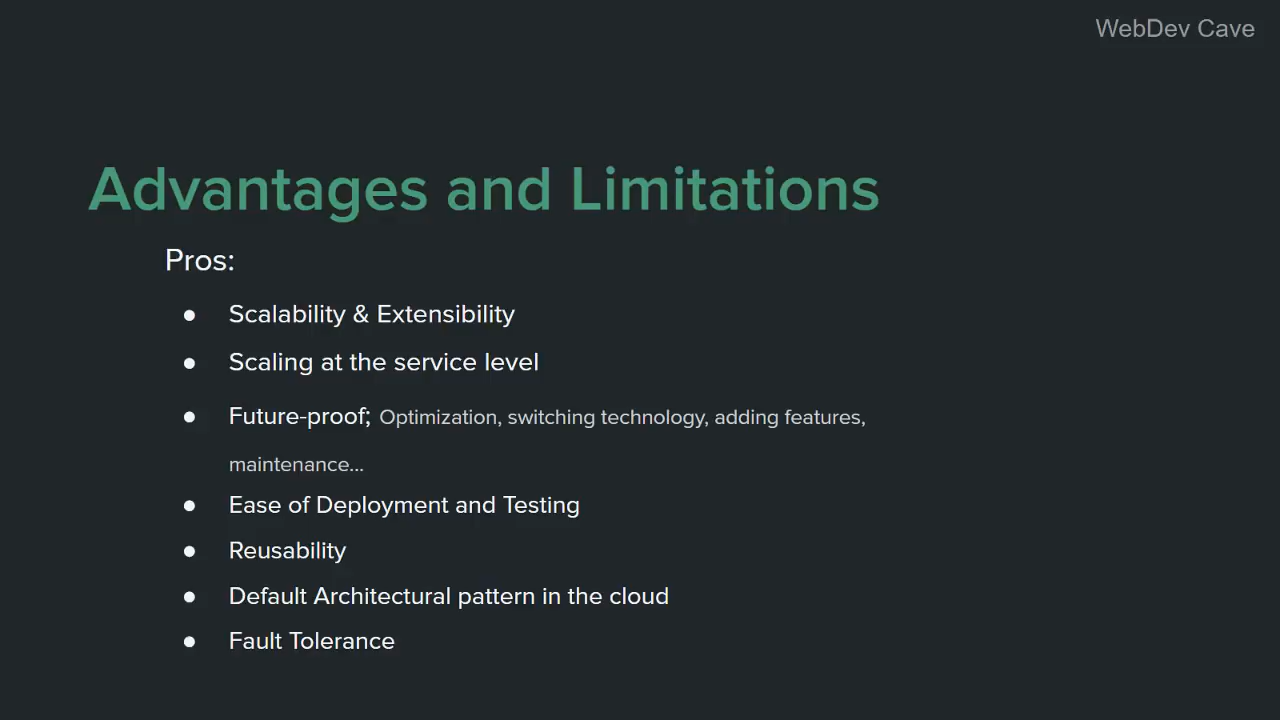 WebDev Cave
Advantages and Limitations
Pros:
● Scalability & Extensibility
● Scaling at the service level
● Future-proof; Optimization, switching technology, adding features,
maintenance...
● Ease of Deployment and Testing
● Reusability
● Default Architectural pattern in the cloud
● Fault Tolerance